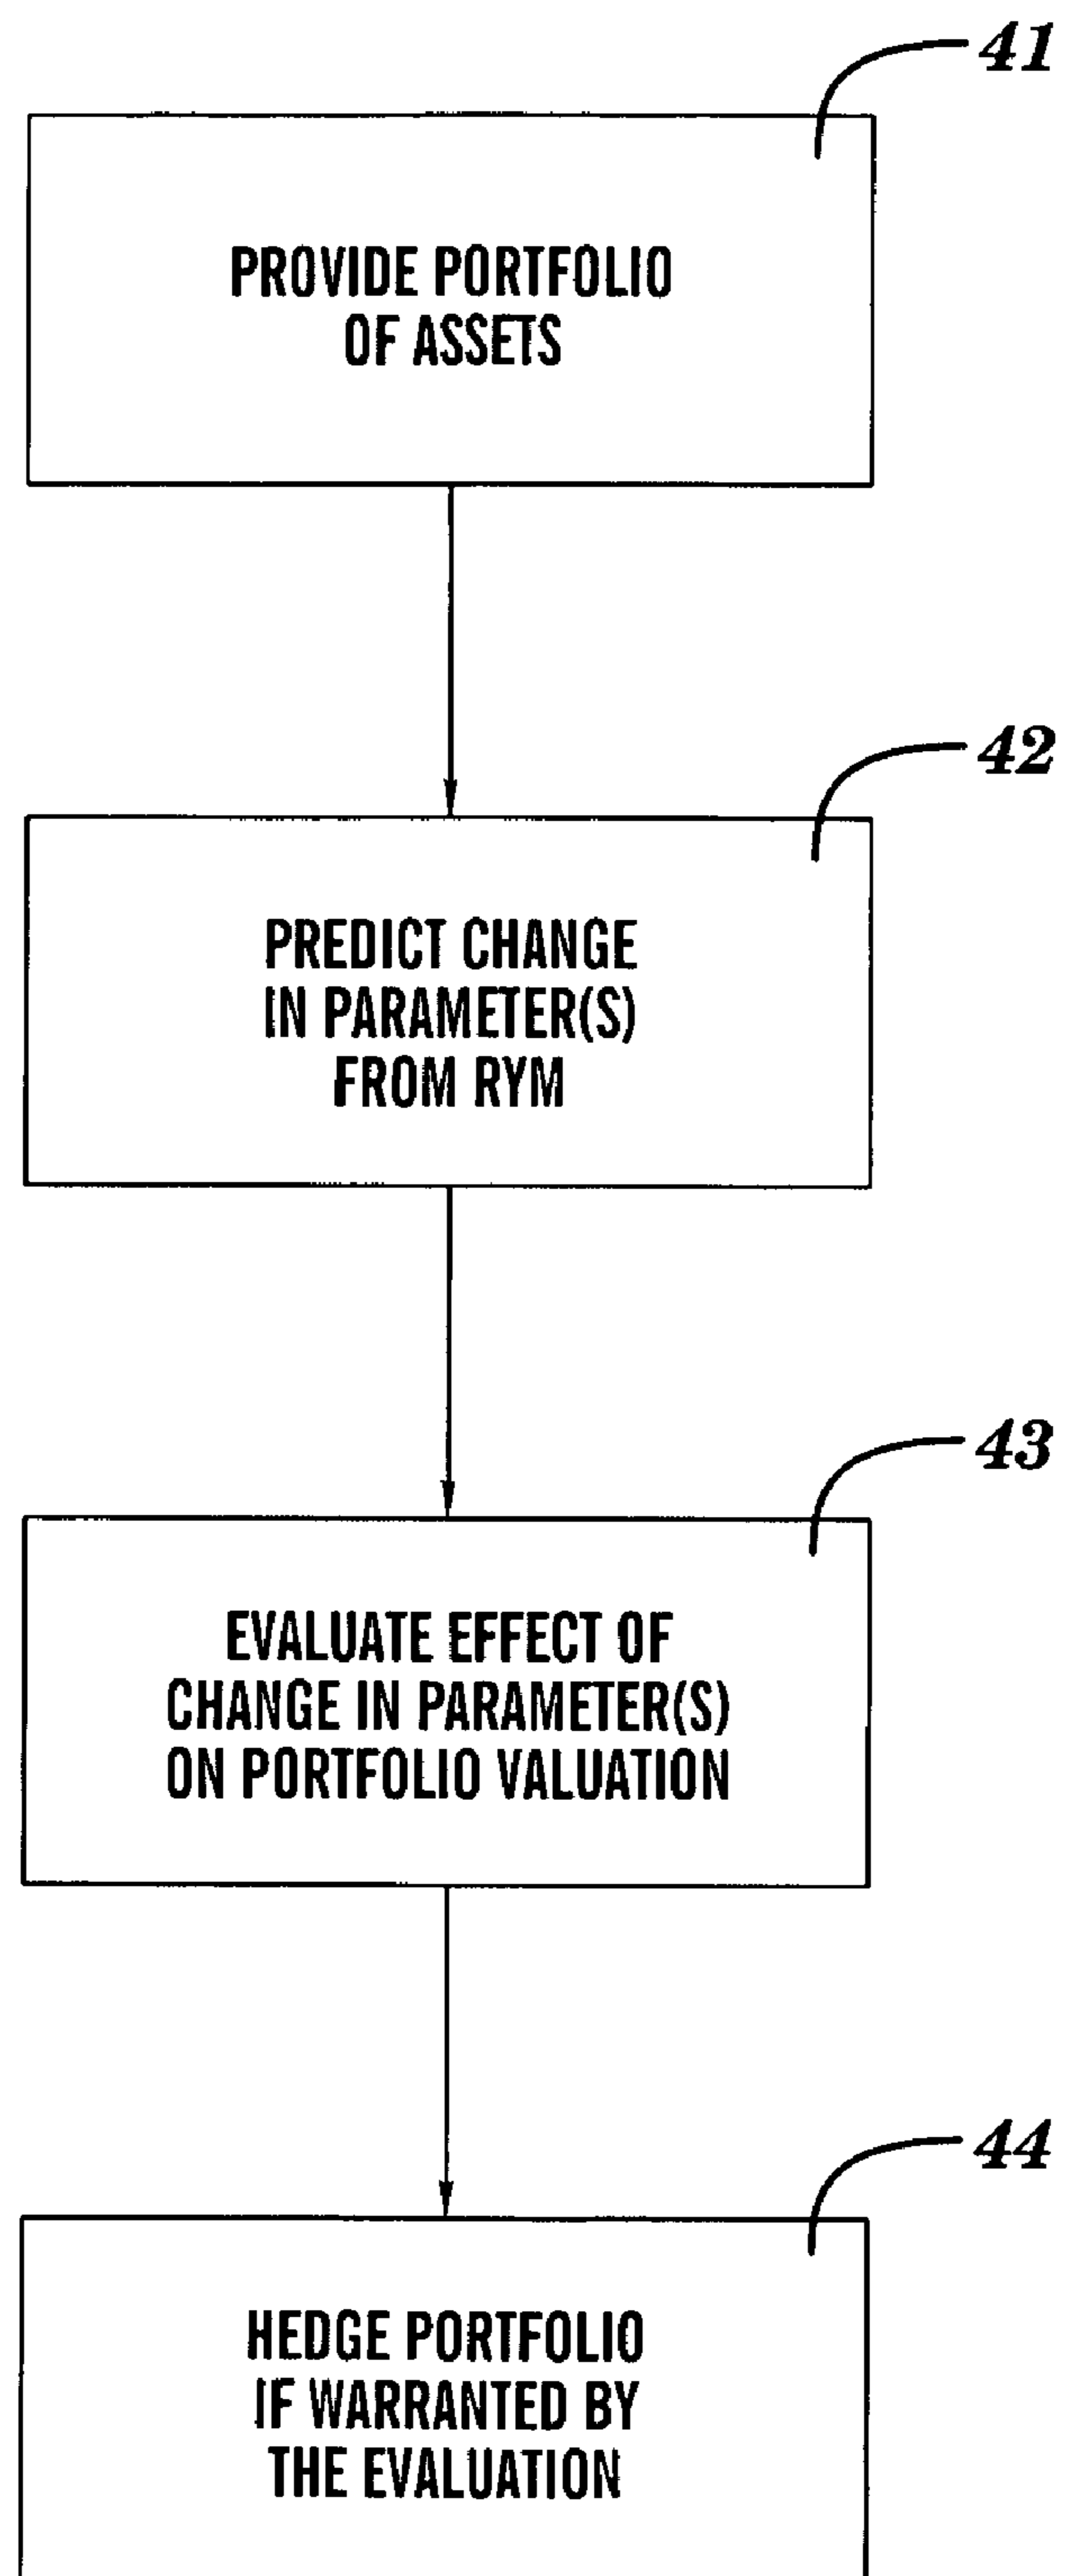 41
PROVIDE PORTFOLIO
OF ASSETS
42
PREDICT CHANGE
IN PARAMETER(S)
FROM RYM
43
EVALUATE EFFECT OF
CHANGE IN PARAMETER(S)
ON PORTFOLIO VALUATION
44
HEDGE PORTFOLIO
IF WARRANTED BY
THE EVALUATION